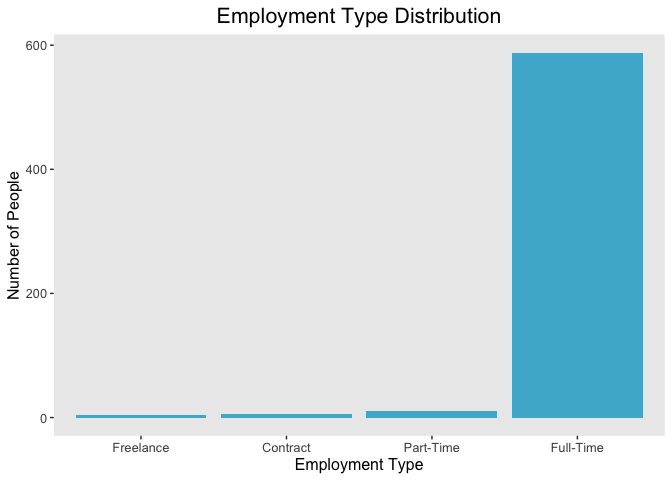 Employment Type Distribution
Number of People
600
400
200
0
Freelance Contract Part-Time Full-Time
Employment Type